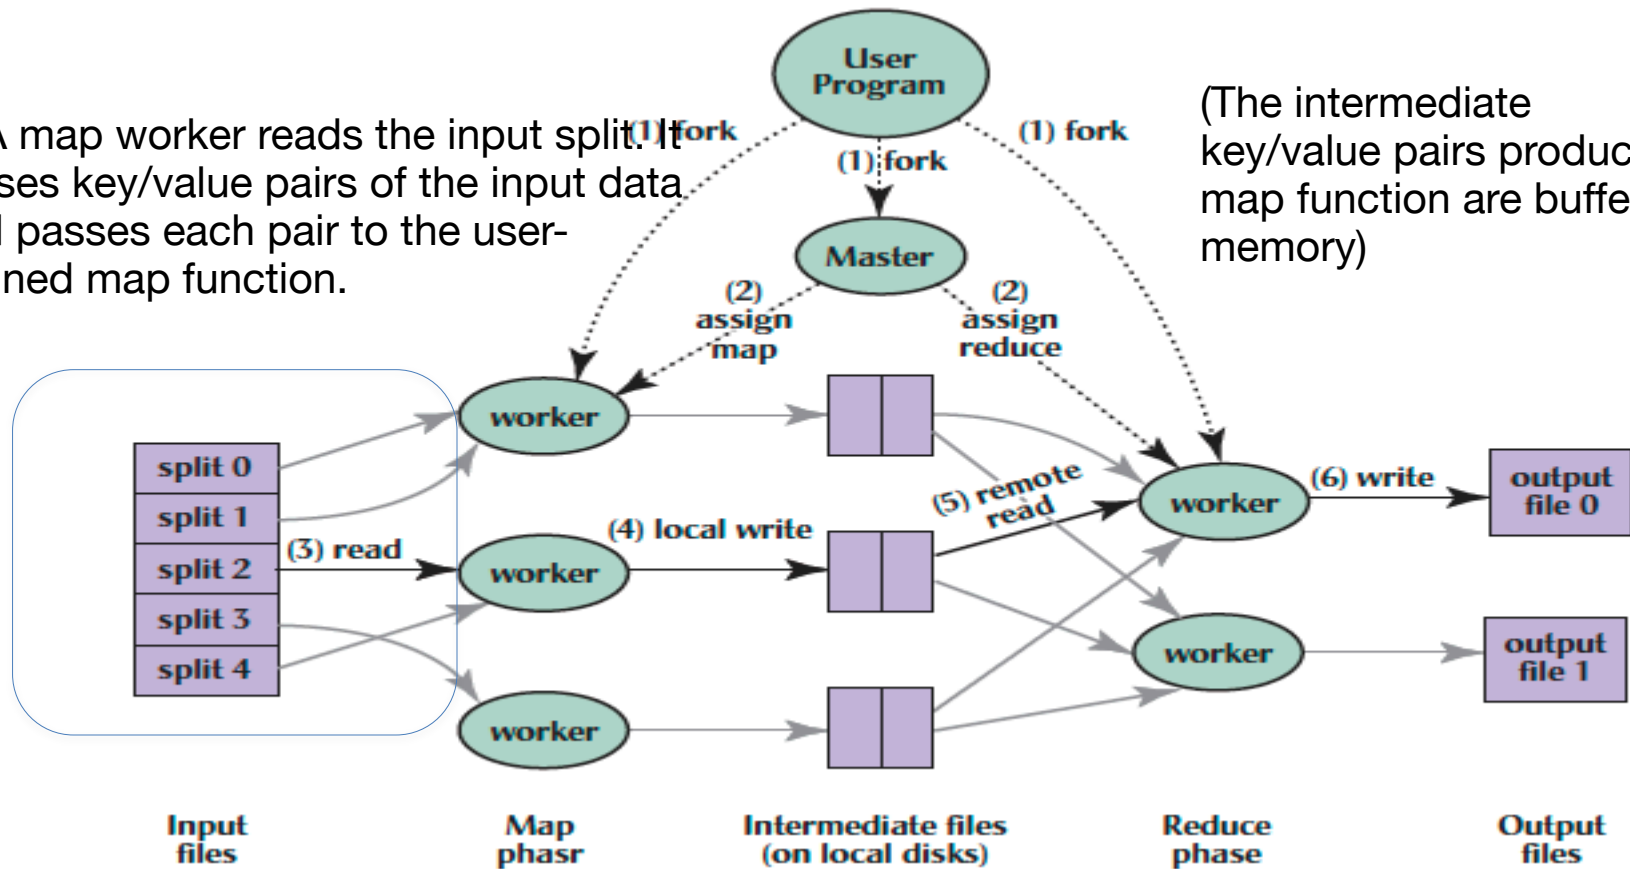 A map worker reads the input split. It
ses key/value pairs of the input data
passes each pair to the user-
ned map function.
(The intermediate
key/value pairs produc
map function are buffe
memory)
User
Program
(1) fork
(1) fork
(1) fork
Master
(2)
assign
map
(2)
assign
reduce
worker
worker
worker
split 0
split 1
split 2
split 3
split 4
(3) read
(4) local write
(5) remote
read
worker
worker
(6) write
output
file 0
output
file 1
Input
files
Map
phasr
Intermediate files
(on local disks)
Reduce
phase
Output
files